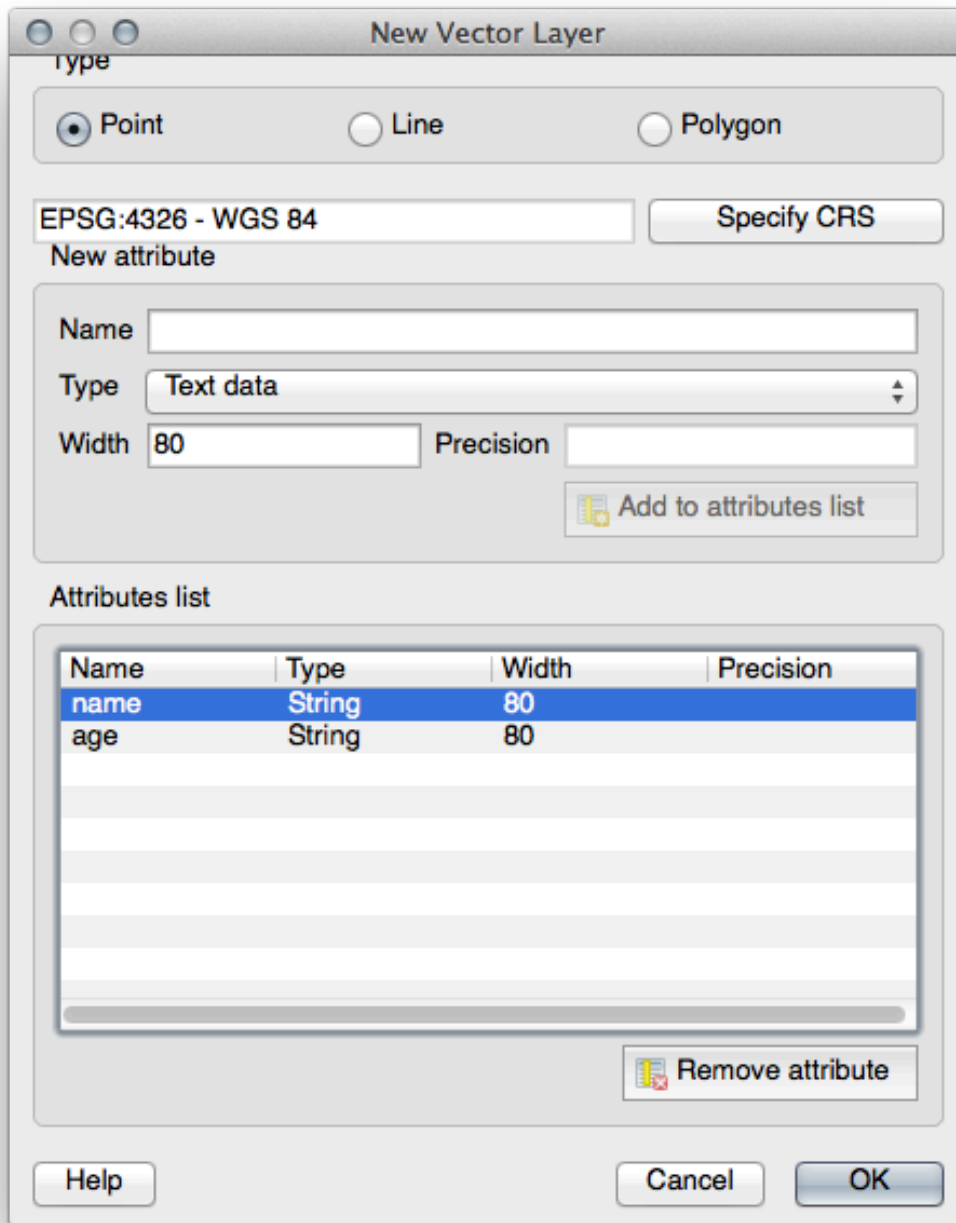 New Vector Layer
Type
Point Line Polygon
EPSG:4326 - WGS 84 Specify CRS
New attribute
Name
Type Text data
Width 80 Precision
Add to attributes list
Attributes list
Name Type Width Precision
name String 80
age String 80
Remove attribute
Help Cancel OK